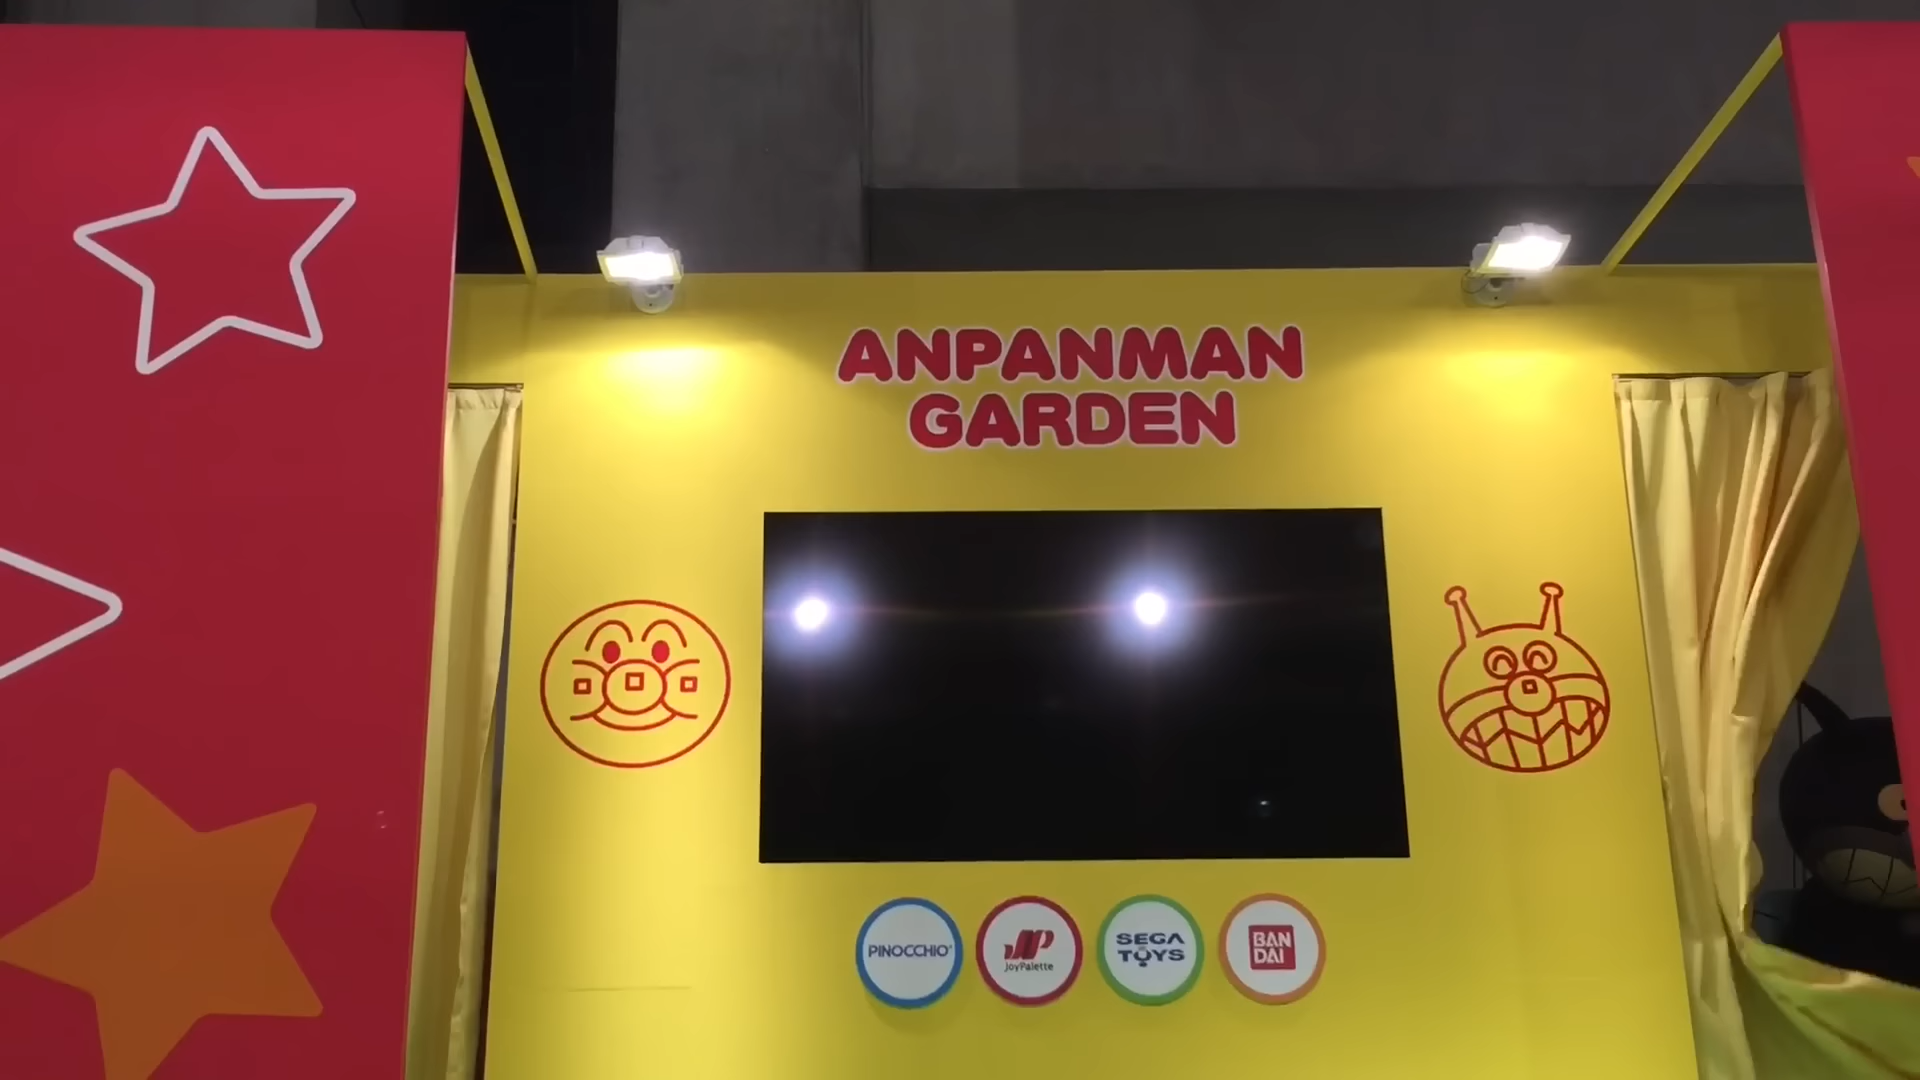 ANPANMAN
GARDEN
PINOCCHIO
JoyPalette
SEGA
TOYS
BAN
DAI